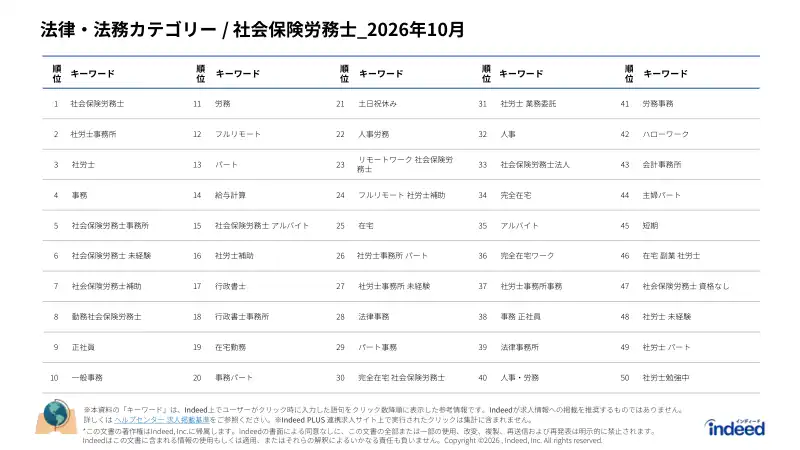 法律・法務カテゴリー / 社会保険労務士_2026年10月
順位 キーワード 順位 キーワード 順位 キーワード 順位 キーワード 順位 キーワード
1 社会保険労務士 11 労務 21 土日祝休み 31 社労士 業務委託 41 労務事務
2 社労士事務所 12 フルリモート 22 人事労務 32 人事 42 ハローワーク
3 社労士 13 パート 23 リモートワーク 社会保険労務士 33 社会保険労務士法人 43 会計事務所
4 事務 14 給与計算 24 フルリモート 社労士補助 34 完全在宅 44 主婦パート
5 社会保険労務士事務所 15 社会保険労務士 アルバイト 25 在宅 35 アルバイト 45 短期
6 社会保険労務士 未経験 16 社労士補助 26 社労士事務所 パート 36 完全在宅ワーク 46 在宅 副業 社労士
7 社会保険労務士補助 17 行政書士 27 社労士事務所 未経験 37 社労士事務所事務 47 社会保険労務士 資格なし
8 勤務社会保険労務士 18 行政書士事務所 28 法律事務 38 事務 正社員 48 社労士 未経験
9 正社員 19 在宅勤務 29 パート事務 39 法律事務所 49 社労士 パート
10 一般事務 20 事務パート 30 完全在宅 社会保険労務士 40 人事・労務 50 社労士勉強中
※本資料の「キーワード」は、Indeed上でユーザーがクリック時に入力した語句をクリック数降順に表示した参考情報です。Indeedが求人情報への掲載を推奨するものではありません。
詳しくは ヘルプセンター 求人掲載基準をご参照ください。※Indeed PLUS 連携求人サイト上で実行されたクリックは集計に含まれません。
*この文書の著作権はIndeed, Inc.に帰属します。Indeedの書面による同意なしに、この文書の全部または一部の使用、改変、複製、再送信および再発表は明示的に禁止されます。
Indeedはこの文書に含まれる情報の使用もしくは適用、またはそれらの解釈によるいかなる責任も負いません。Copyright ©2026 , Indeed, Inc. All rights reserved.
インディード
indeed